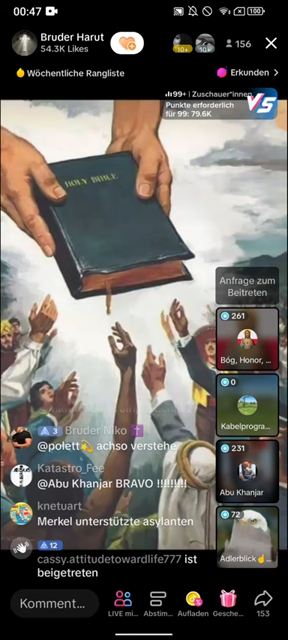 00:47
100
Bruder Harut
54.3K Likes
10+
10+
156
Wöchentliche Rangliste
Erkunden >
99+ | Zuschauer*innen
Punkte erforderlich
für 99: 79.6K
VS
HOLY BIBLE
Anfrage zum
Beitreten
261
Bóg, Honor, ...
0
Kabelprogra...
231
Abu Khanjar
72
Adlerblick☝...
3 Bruder Niko ✝
@polett💫 achso verstehe
Katastro_Fee
@Abu Khanjar BRAVO !!!!!!!!!
knetuart
Merkel unterstützte asylanten
12
cassy.attitudetowardlife777 ist
beigetreten
Kommentar...
LIVE mi...
Abstim...
Aufladen
Gesche...
153